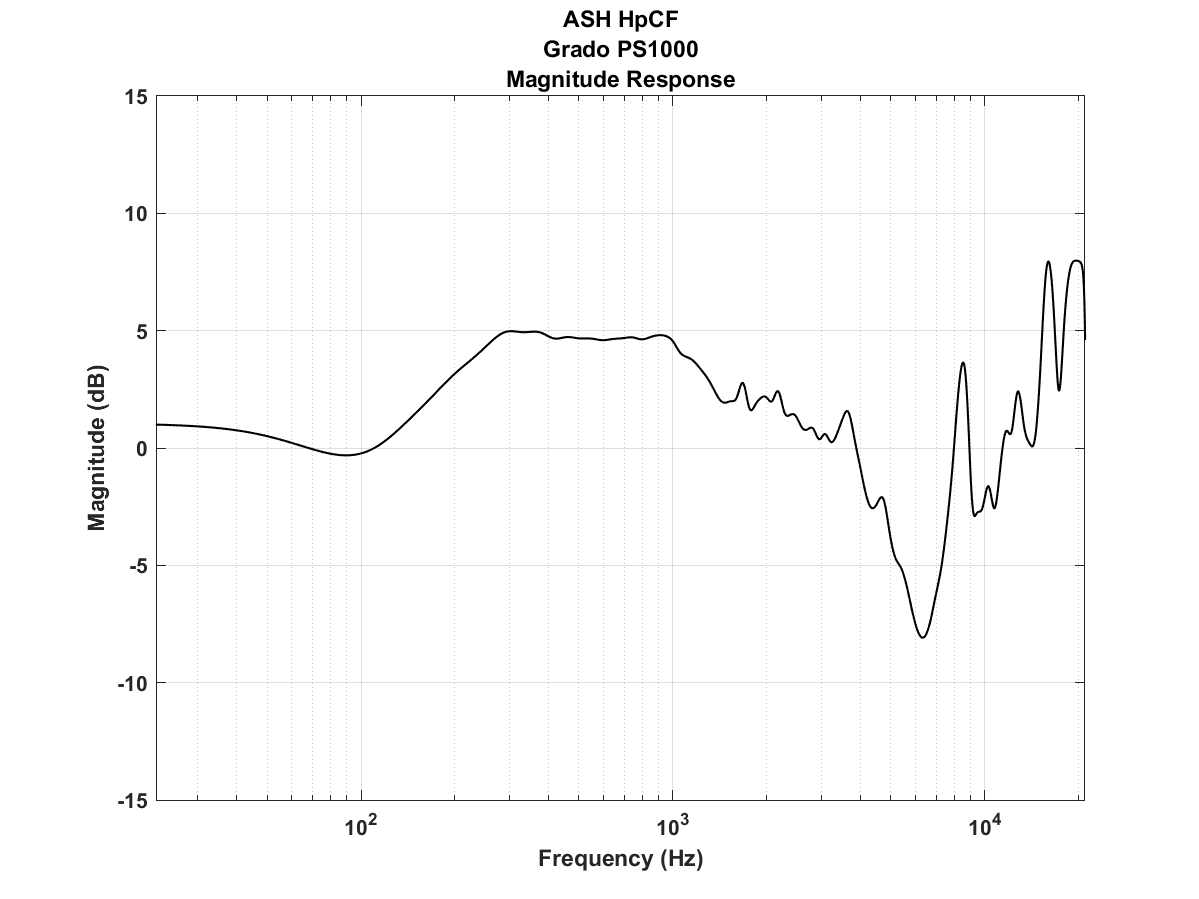 ASH HpCF
Grado PS1000
Magnitude Response
15
10
5
0
-5
-10
-15
Magnitude (dB)
10² 10³ 10⁴
Frequency (Hz)